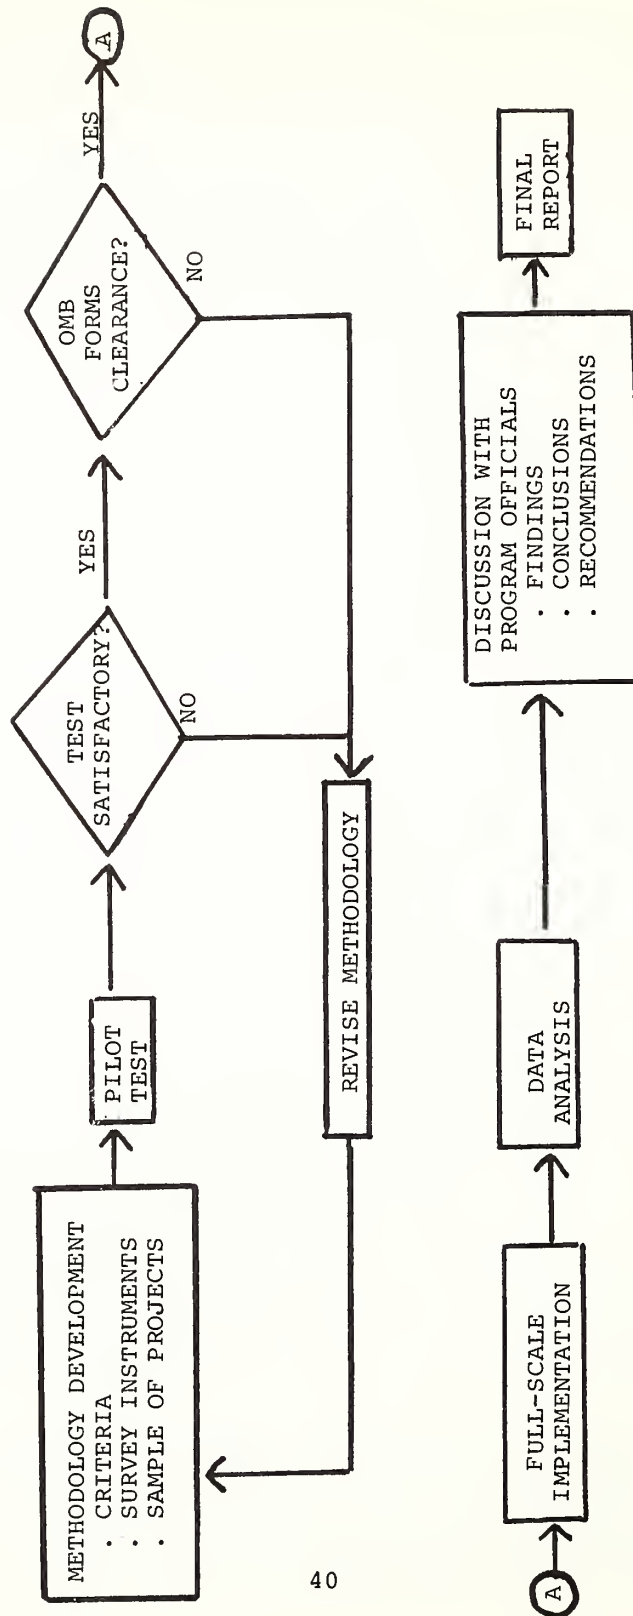 METHODOLOGY DEVELOPMENT
. CRITERIA
. SURVEY INSTRUMENTS
. SAMPLE OF PROJECTS
PILOT
TEST
TEST
SATISFACTORY?
YES
NO
OMB
FORMS
CLEARANCE?
YES
NO
A
REVISE METHODOLOGY
A
FULL-SCALE
IMPLEMENTATION
DATA
ANALYSIS
DISCUSSION WITH
PROGRAM OFFICIALS
. FINDINGS
. CONCLUSIONS
. RECOMMENDATIONS
FINAL
REPORT
40